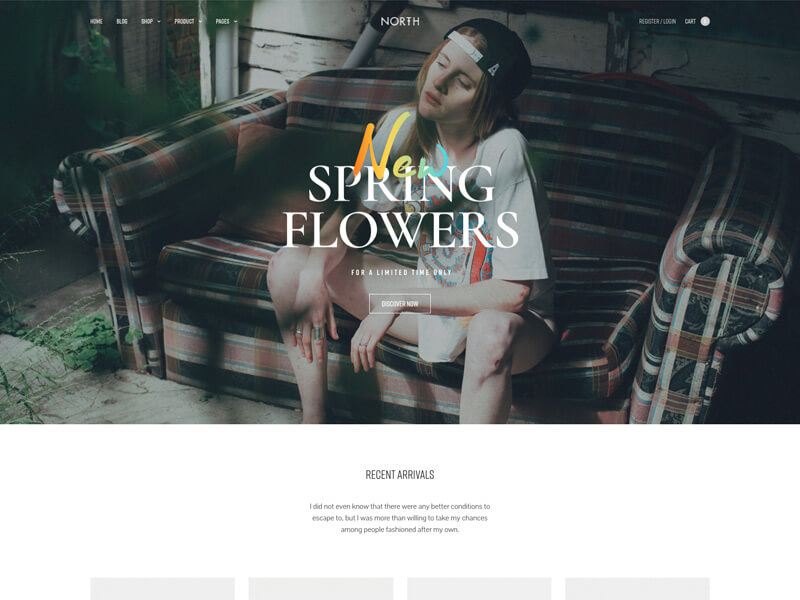 HOME BLOG SHOP PRODUCT PAGES NORTH REGISTER / LOGIN CART
New
SPRING
FLOWERS
FOR A LIMITED TIME ONLY
DISCOVER NOW
A
RECENT ARRIVALS
I did not even know that there were any better conditions to
escape to, but I was more than willing to take my chances
among people fashioned after my own.